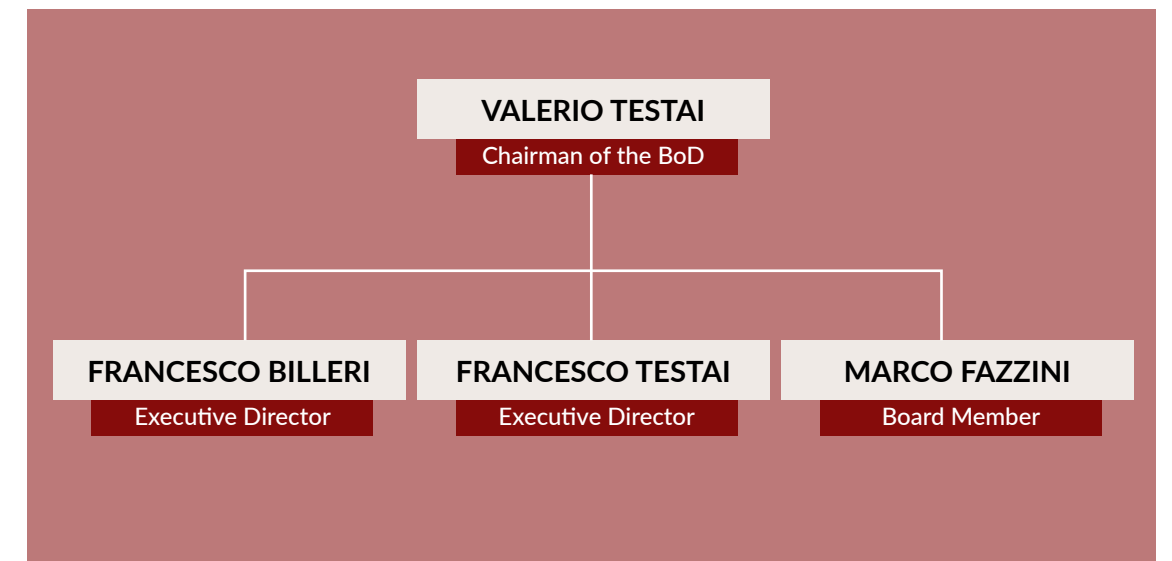 VALERIO TESTAI
Chairman of the BoD
FRANCESCO BILLERI
Executive Director
FRANCESCO TESTAI
Executive Director
MARCO FAZZINI
Board Member